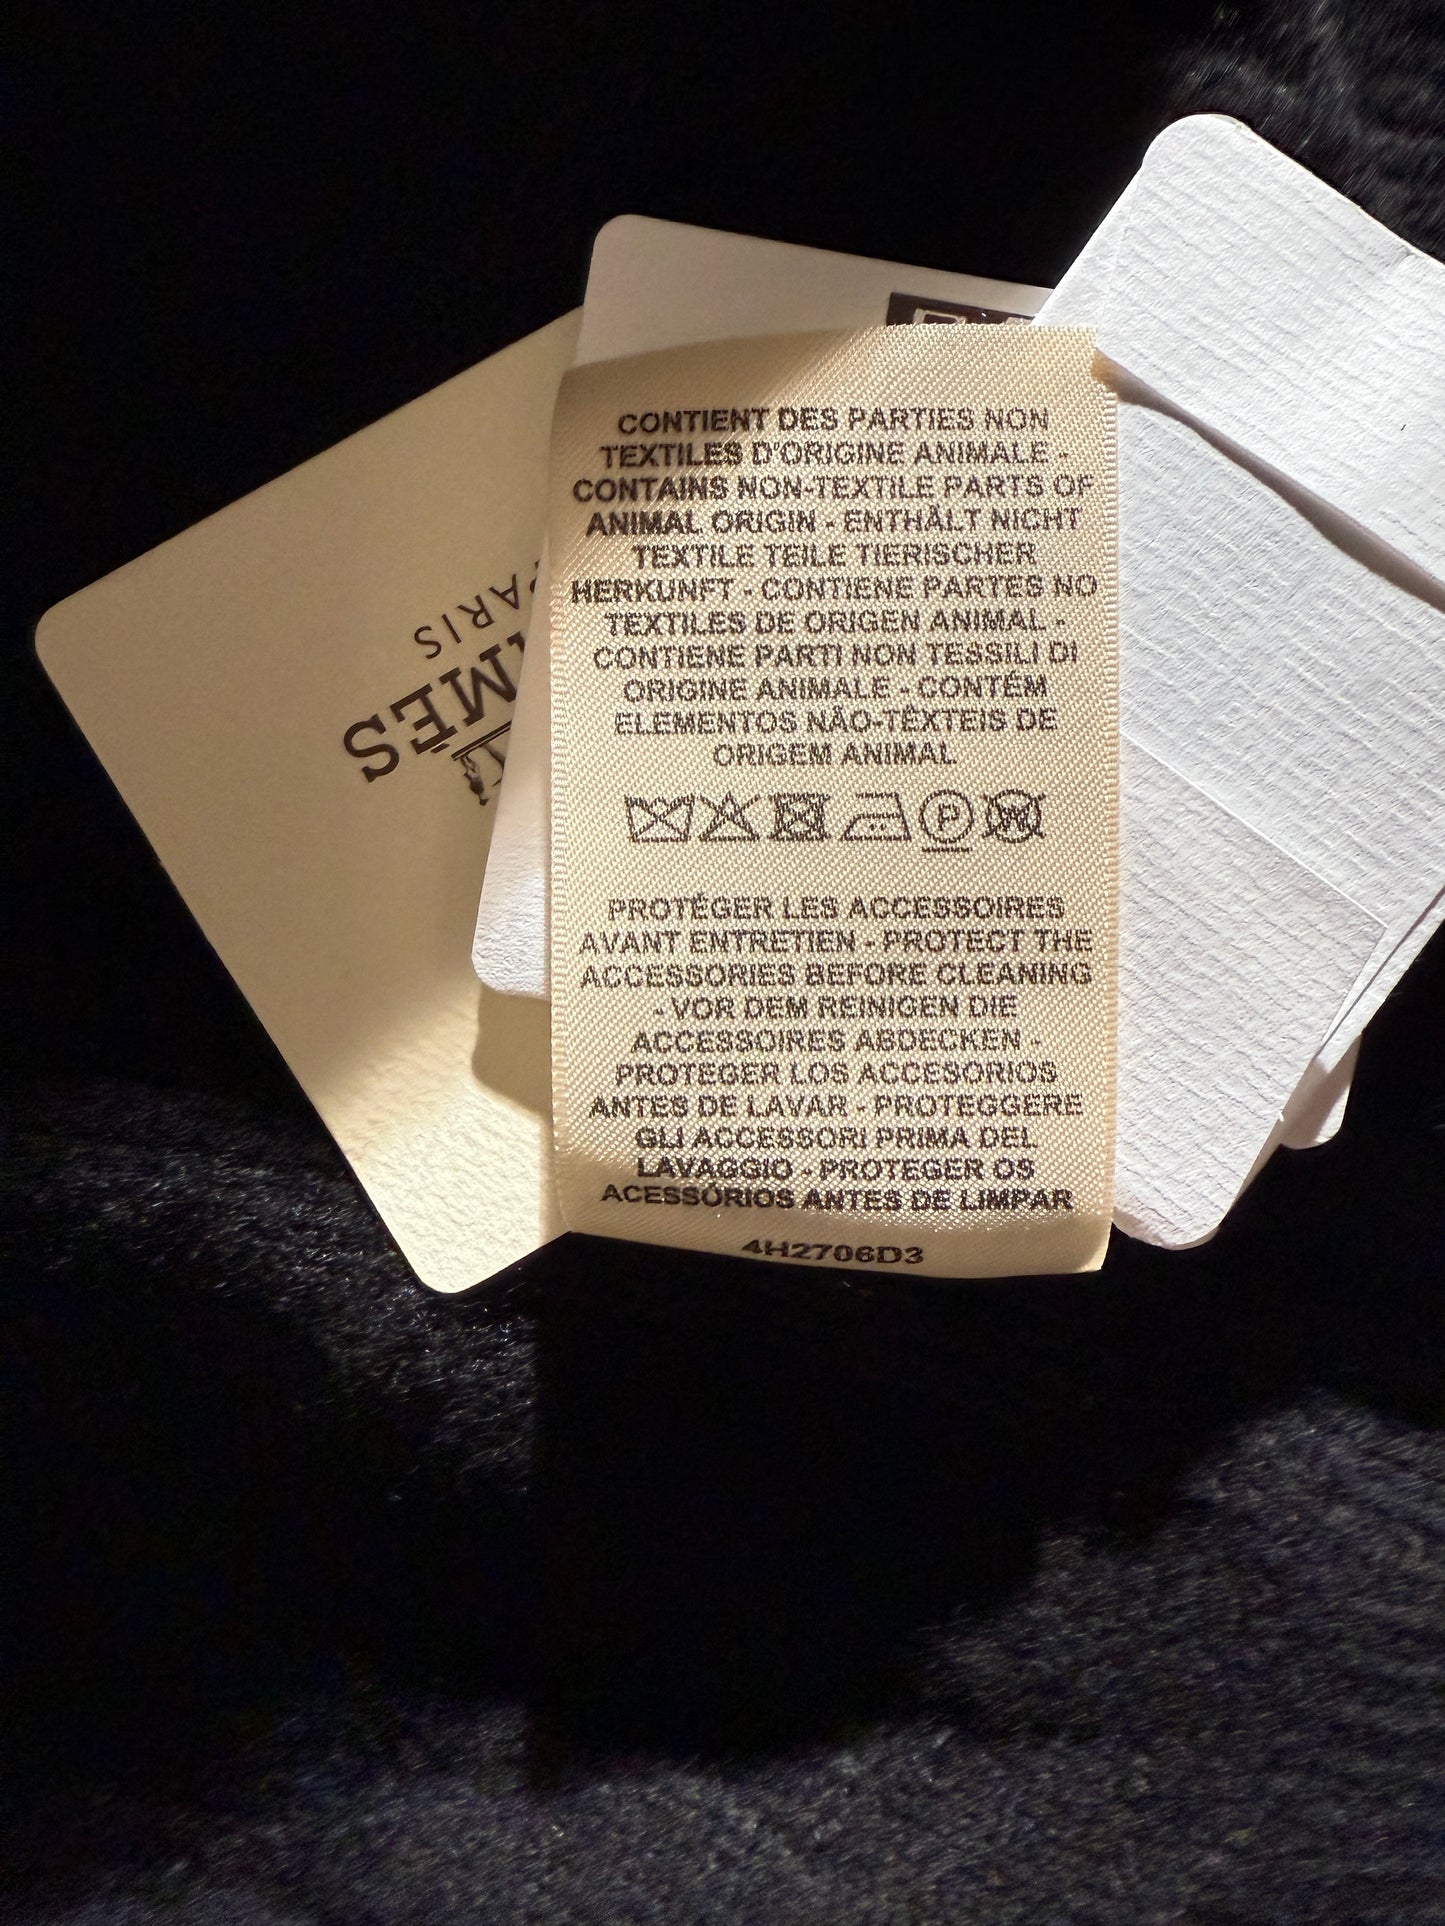 CONTIENT DES PARTIES NON
TEXTILES D'ORIGINE ANIMALE -
CONTAINS NON-TEXTILE PARTS OF
ANIMAL ORIGIN - ENTHÄLT NICHT
TEXTILE TEILE TIERISCHER
HERKUNFT - CONTIENE PARTES NO
TEXTILES DE ORIGEN ANIMAL -
CONTIENE PARTI NON TESSILI DI
ORIGINE ANIMALE - CONTÉM
ELEMENTOS NÃO-TÊXTEIS DE
ORIGEM ANIMAL
P W
PROTÉGER LES ACCESSOIRES
AVANT ENTRETIEN - PROTECT THE
ACCESSORIES BEFORE CLEANING
- VOR DEM REINIGEN DIE
ACCESSOIRES ABDECKEN -
PROTEGER LOS ACCESORIOS
ANTES DE LAVAR - PROTEGGERE
GLI ACCESSORI PRIMA DEL
LAVAGGIO - PROTEGER OS
ACESSÓRIOS ANTES DE LIMPAR
4H2706D3
MÈS
PARIS